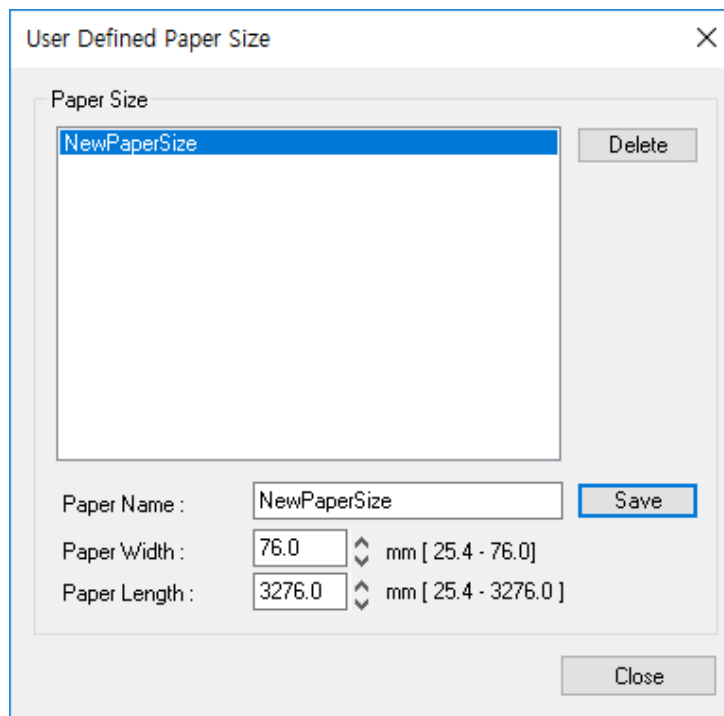 User Defined Paper Size
Paper Size
NewPaperSize
Delete
Paper Name : NewPaperSize Save
Paper Width : 76.0 mm [ 25.4 - 76.0]
Paper Length : 3276.0 mm [ 25.4 - 3276.0 ]
Close